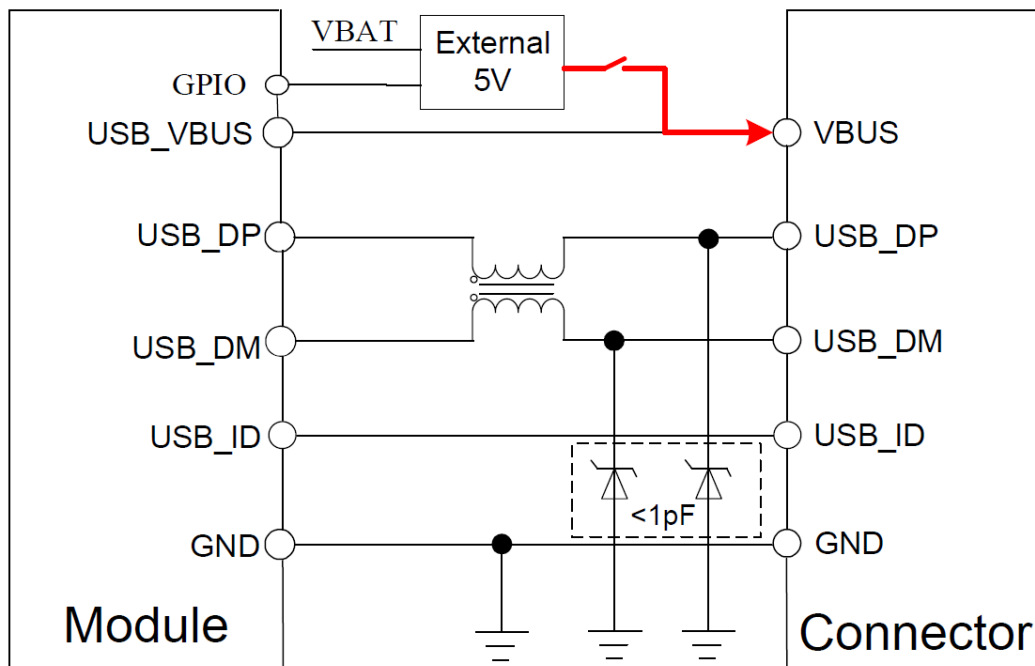 VBAT
External
5V
GPIO
USB_VBUS
VBUS
USB_DP
USB_DP
USB_DM
USB_DM
USB_ID
USB_ID
<1pF
GND
GND
Module
Connector